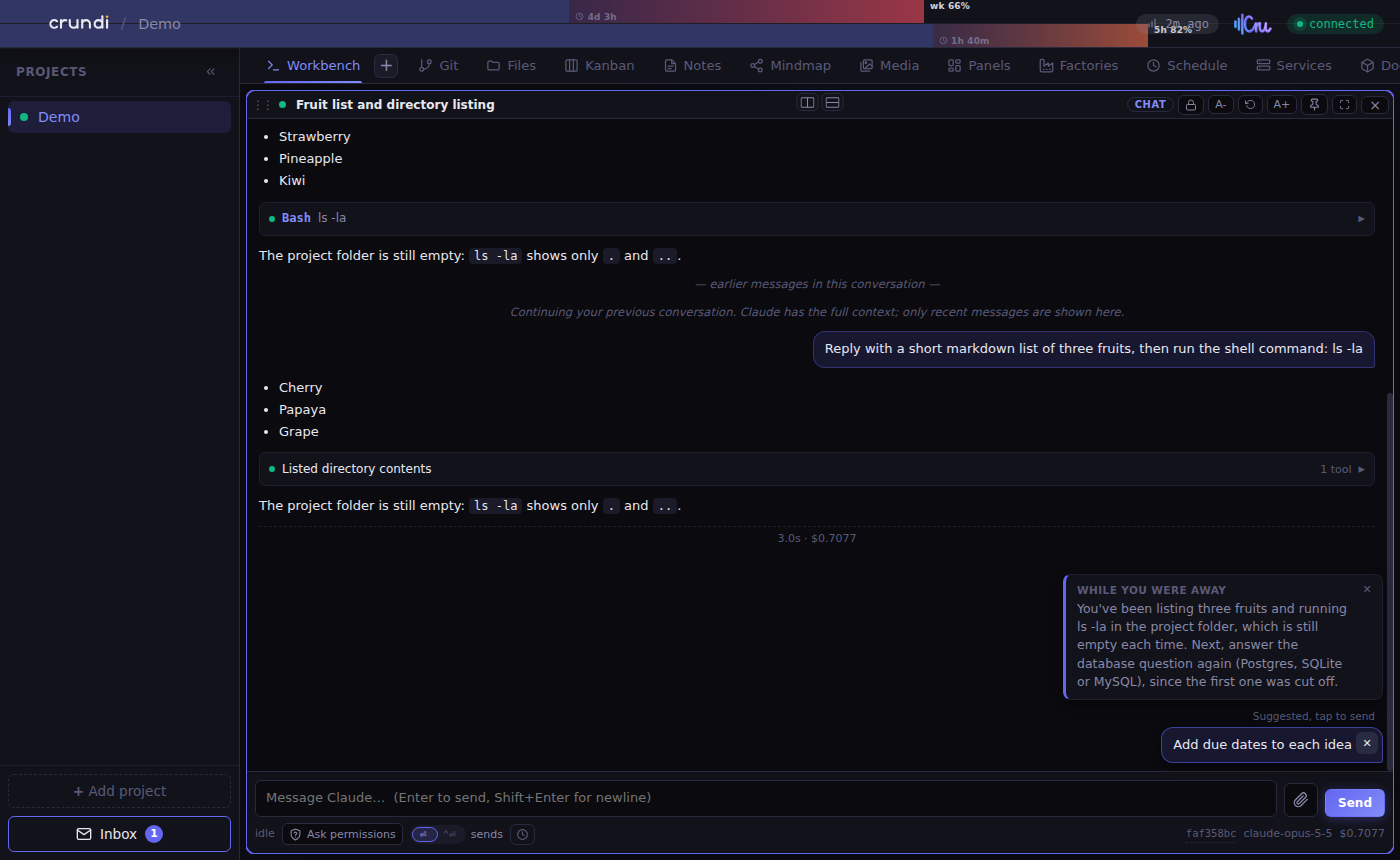 crundi / Demo
4d 3h
wk 66%
1h 40m
5h 82%
2m ago
connected
PROJECTS «
Demo
+ Add project
Inbox 1
Workbench + Git Files Kanban Notes Mindmap Media Panels Factories Schedule Services Do
Fruit list and directory listing
CHAT A- A+ ×
• Strawberry
• Pineapple
• Kiwi
Bash ls -la
The project folder is still empty: ls -la shows only . and ...
— earlier messages in this conversation —
Continuing your previous conversation. Claude has the full context; only recent messages are shown here.
Reply with a short markdown list of three fruits, then run the shell command: ls -la
• Cherry
• Papaya
• Grape
Listed directory contents 1 tool
The project folder is still empty: ls -la shows only . and ...
3.0s · $0.7077
WHILE YOU WERE AWAY ×
You've been listing three fruits and running
ls -la in the project folder, which is still
empty each time. Next, answer the
database question again (Postgres, SQLite
or MySQL), since the first one was cut off.
Suggested, tap to send
Add due dates to each idea ×
Message Claude… (Enter to send, Shift+Enter for newline)
Send
idle Ask permissions sends
faf358bc claude-opus-5-5 $0.7077